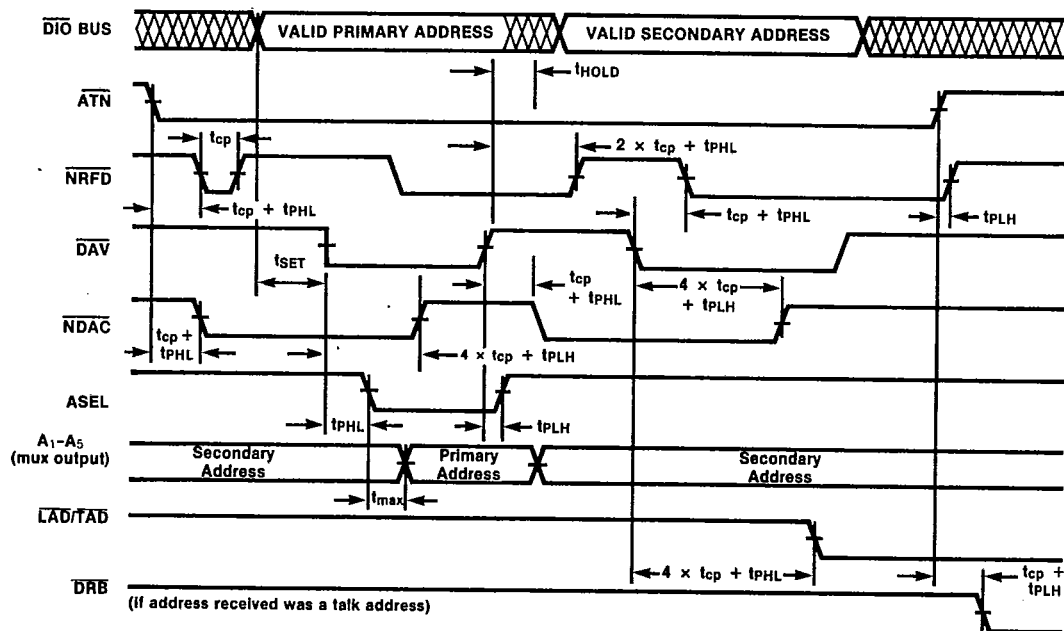 DIO BUS
VALID PRIMARY ADDRESS
VALID SECONDARY ADDRESS
tHOLD
ATN
tcp
2 × tcp + tPHL
NRFD
tcp + tPHL
tcp + tPHL
tPLH
DAV
tSET
tcp
+ tPHL
4 × tcp
+ tPLH
NDAC
tcp +
tPHL
4 × tcp + tPLH
ASEL
tPHL
tPLH
A1–A5
(mux output)
Secondary
Address
Primary
Address
Secondary
Address
tmax
LAD/TAD
4 × tcp + tPHL
tcp +
tPLH
DRB
(if address received was a talk address)